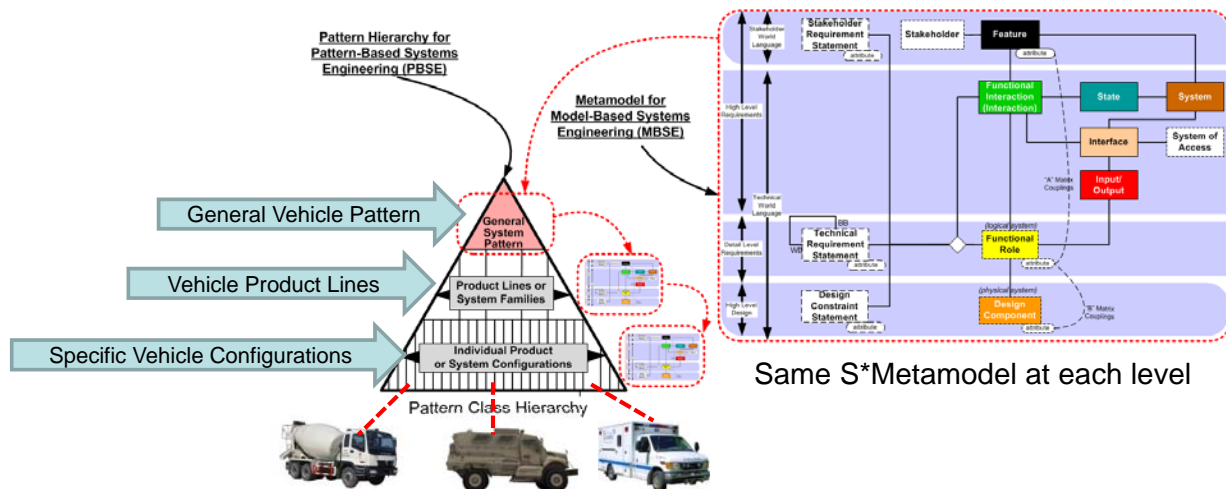 Pattern Hierarchy for
Pattern-Based Systems
Engineering (PBSE)
General Vehicle Pattern
Vehicle Product Lines
Specific Vehicle Configurations
General
System
Pattern
Product Lines or
System Families
Individual Product
or System Configurations
Pattern Class Hierarchy
Metamodel for
Model-Based Systems
Engineering (MBSE)
Stakeholder
World
Language
High Level
Requirements
Technical
World
Language
Detail Level
Requirements
High Level
Design
Stakeholder
Requirement
Statement
attribute
Stakeholder
Feature
attribute
Functional
Interaction
(Interaction)
State
System
Interface
System of
Access
Input/
Output
"A" Matrix
Couplings
BB
WB
Technical
Requirement
Statement
attribute
(logical system)
Functional
Role
attribute
Design
Constraint
Statement
attribute
(physical system)
Design
Component
attribute
"B" Matrix
Couplings
Same S*Metamodel at each level